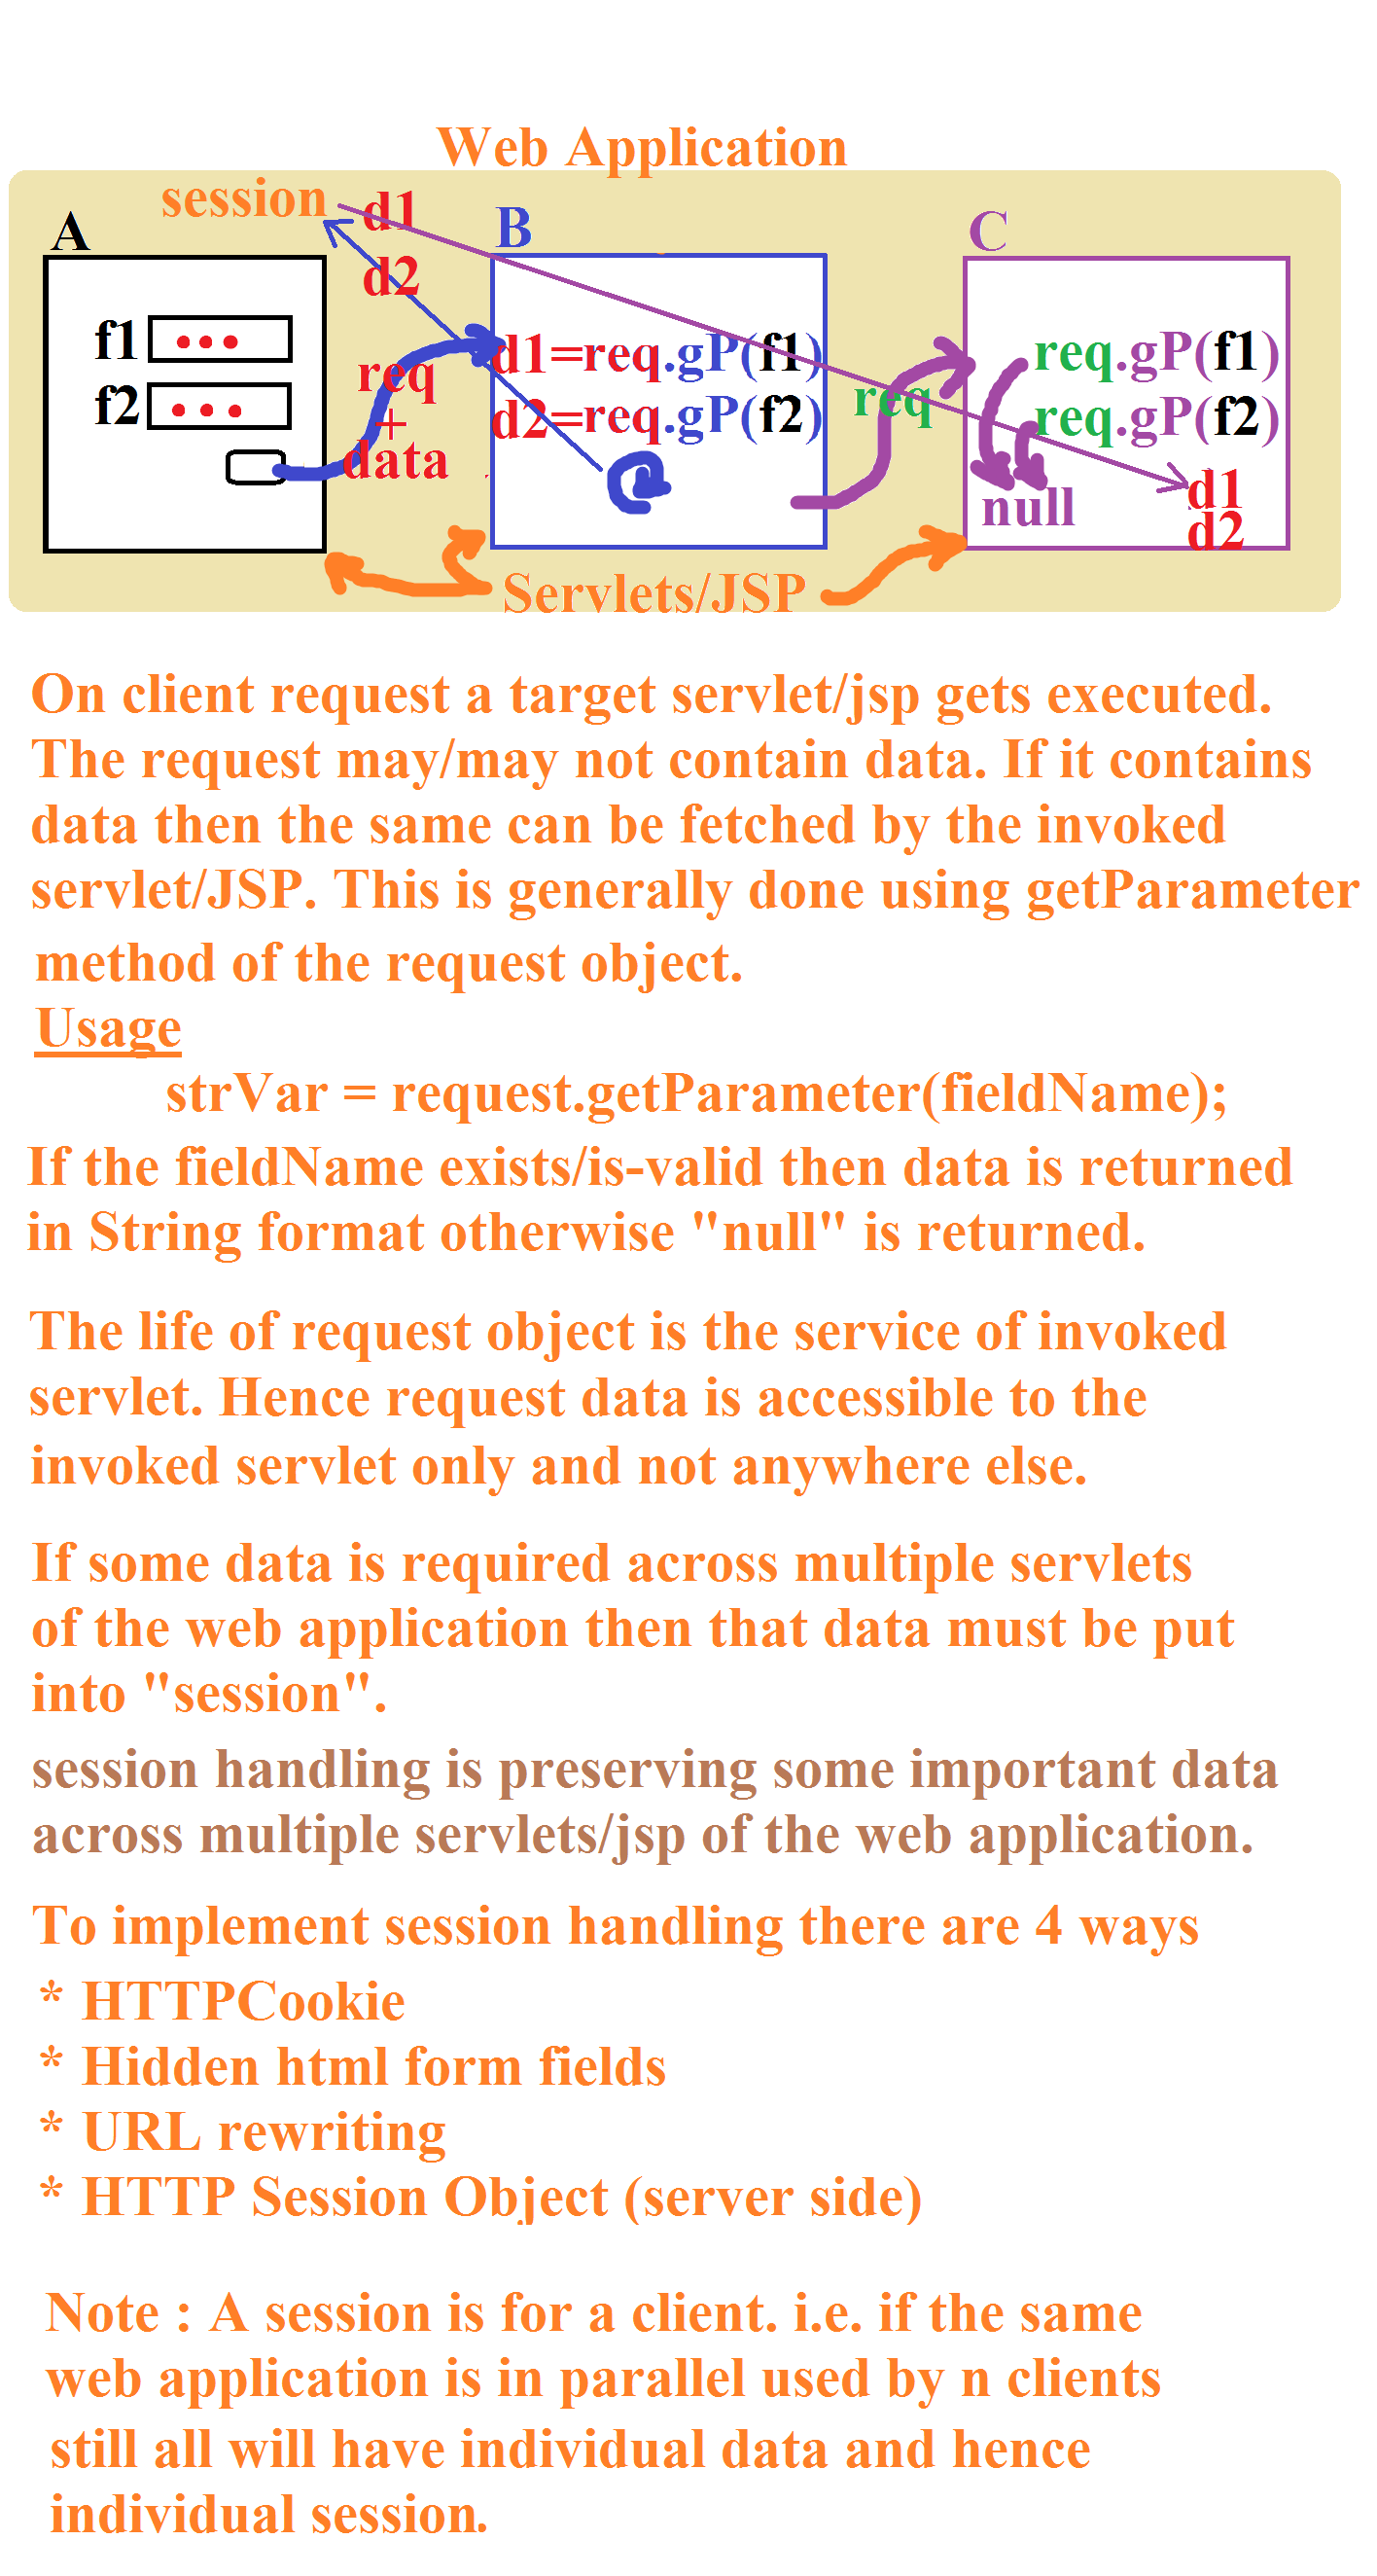 Web Application
session
d1
d2
A
B
C
f1
f2
req
+
data
d1=req.gP(f1)
d2=req.gP(f2)
req
req.gP(f1)
req.gP(f2)
null
d1
d2
Servlets/JSP
On client request a target servlet/jsp gets executed.
The request may/may not contain data. If it contains
data then the same can be fetched by the invoked
servlet/JSP. This is generally done using getParameter
method of the request object.
Usage
strVar = request.getParameter(fieldName);
If the fieldName exists/is-valid then data is returned
in String format otherwise "null" is returned.
The life of request object is the service of invoked
servlet. Hence request data is accessible to the
invoked servlet only and not anywhere else.
If some data is required across multiple servlets
of the web application then that data must be put
into "session".
session handling is preserving some important data
across multiple servlets/jsp of the web application.
To implement session handling there are 4 ways
* HTTPCookie
* Hidden html form fields
* URL rewriting
* HTTP Session Object (server side)
Note : A session is for a client. i.e. if the same
web application is in parallel used by n clients
still all will have individual data and hence
individual session.